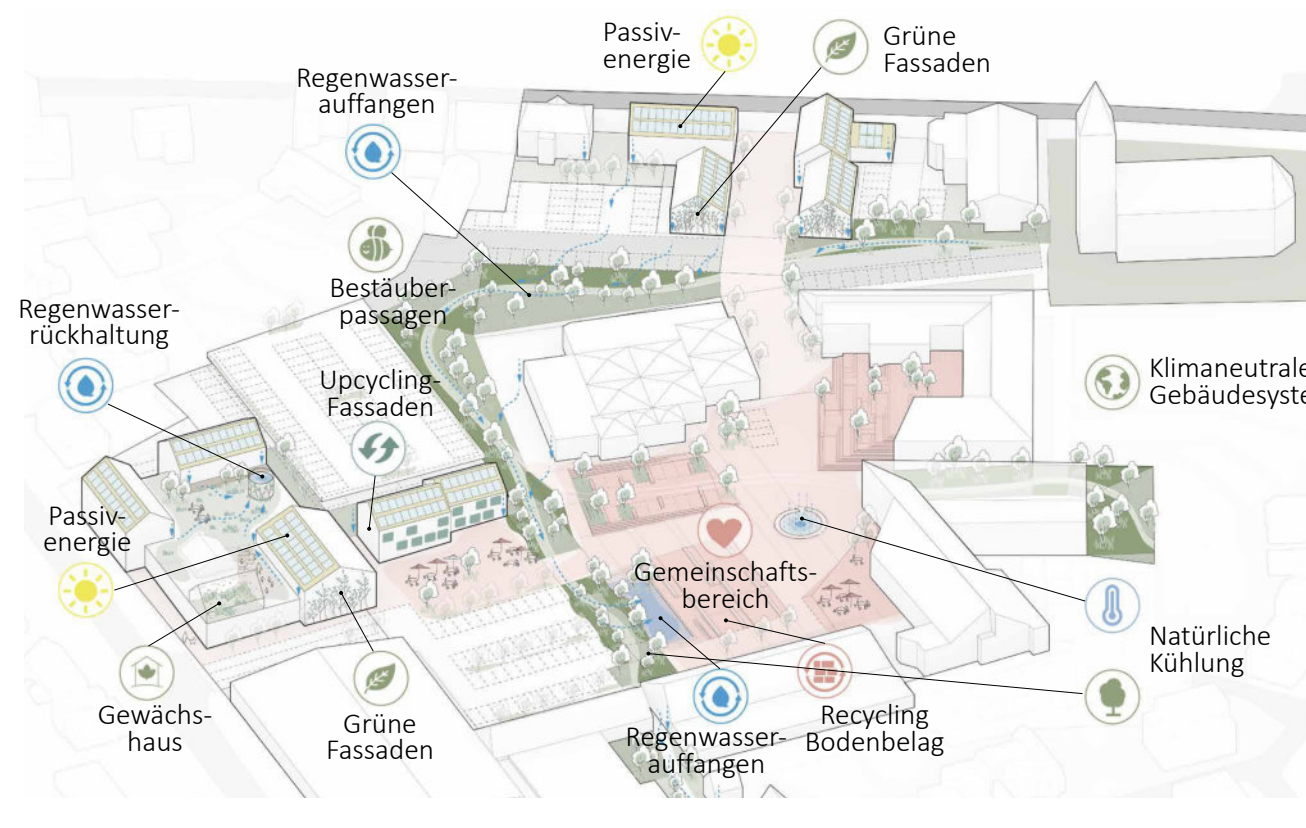 Passiv-
energie
Grüne
Fassaden
Regenwasser-
auffangen
Bestäuber-
passagen
Regenwasser-
rückhaltung
Upcycling-
Fassaden
Klimaneutrale
Gebäudesyste
Passiv-
energie
Gemeinschafts-
bereich
Natürliche
Kühlung
Gewächs-
haus
Grüne
Fassaden
Regenwasser-
auffangen
Recycling
Bodenbelag